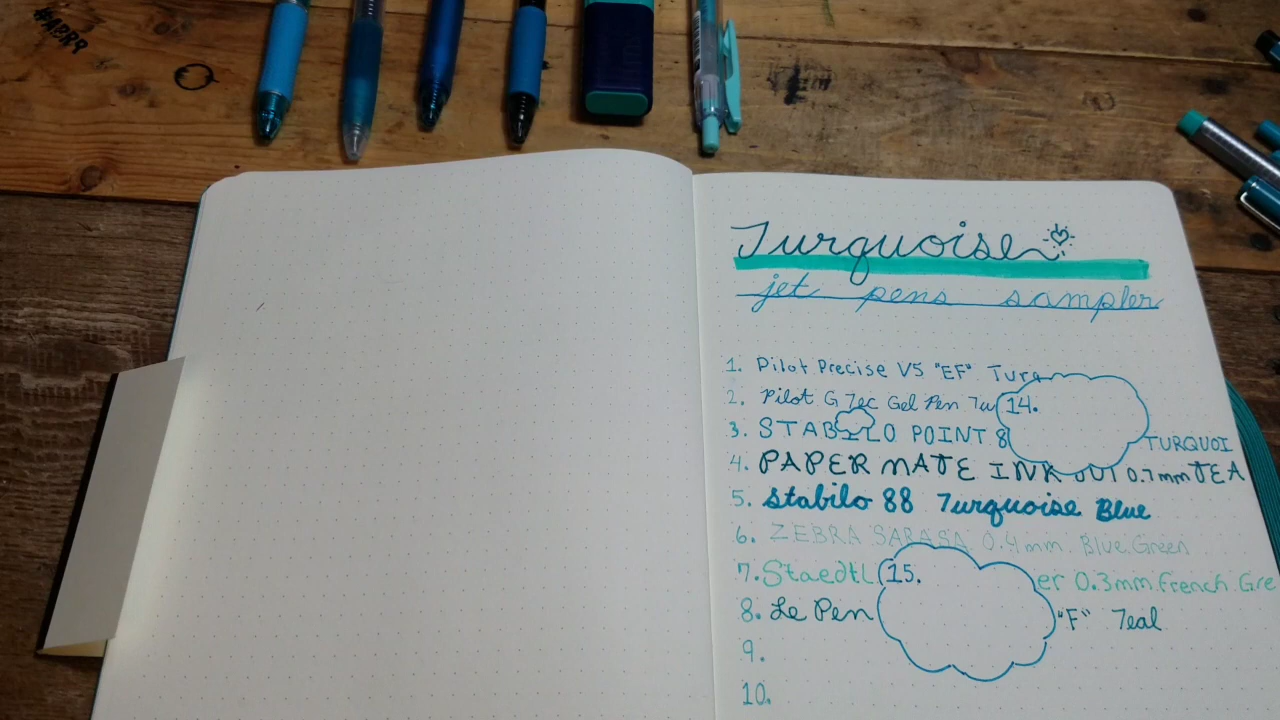 Turquoise
jet pens sampler
1. Pilot Precise V5 "EF" Turq
2. Pilot G Tec Gel Pen Tu
14.
3. STABILO POINT 8
TURQUOI
4. PAPER MATE INK JOY 0.7mm TEA
5. Stabilo 88 Turquoise Blue
6. ZEBRA SARASA 0.4mm Blue Green
7. Staedtl
15.
er 0.3mm French Gre
8. Le Pen
"F" Teal
9.
10.